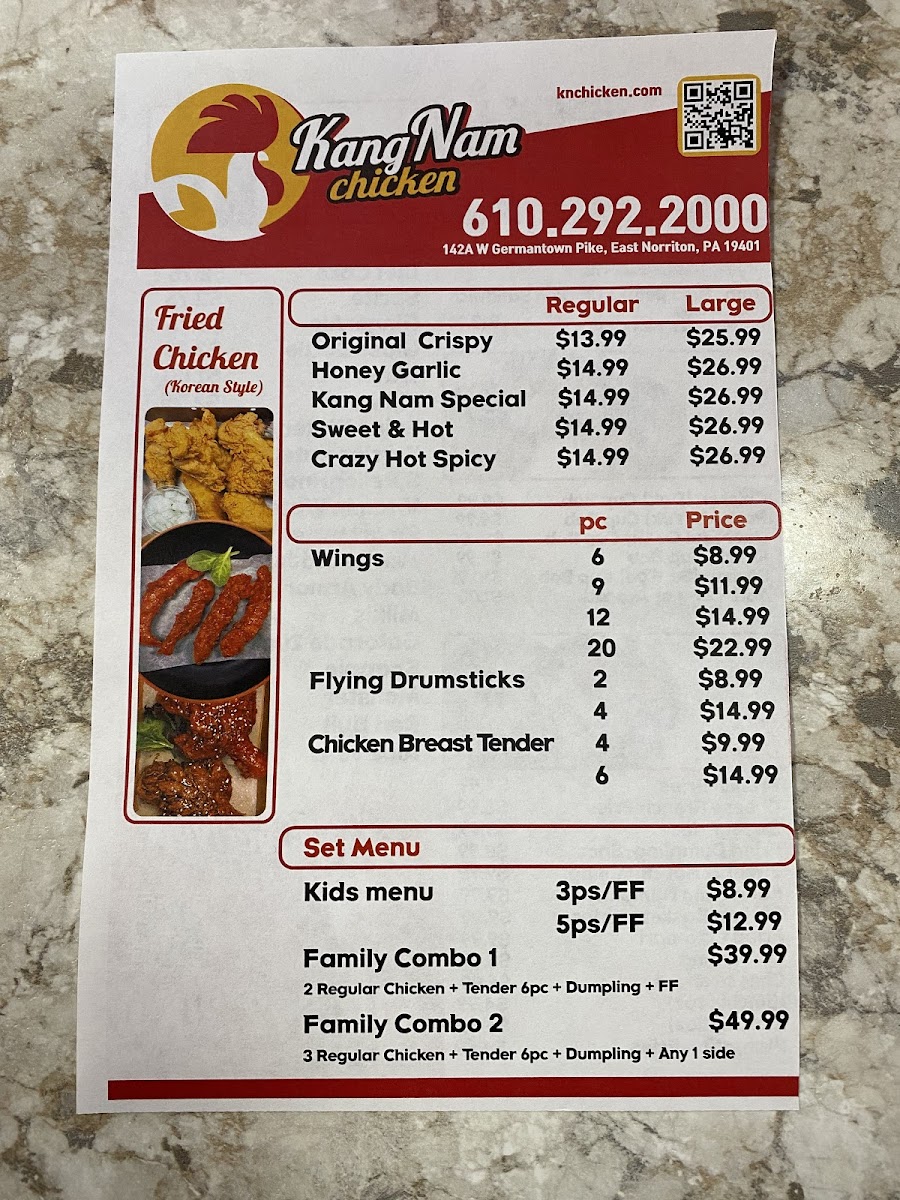 knchicken.com
Kang Nam
chicken
610.292.2000
142A W Germantown Pike, East Norriton, PA 19401
Fried
Chicken
(Korean Style)
Regular Large
Original Crispy $13.99 $25.99
Honey Garlic $14.99 $26.99
Kang Nam Special $14.99 $26.99
Sweet & Hot $14.99 $26.99
Crazy Hot Spicy $14.99 $26.99
pc Price
Wings 6 $8.99
9 $11.99
12 $14.99
20 $22.99
Flying Drumsticks 2 $8.99
4 $14.99
Chicken Breast Tender 4 $9.99
6 $14.99
Set Menu
Kids menu 3ps/FF $8.99
5ps/FF $12.99
Family Combo 1 $39.99
2 Regular Chicken + Tender 6pc + Dumpling + FF
Family Combo 2 $49.99
3 Regular Chicken + Tender 6pc + Dumpling + Any 1 side